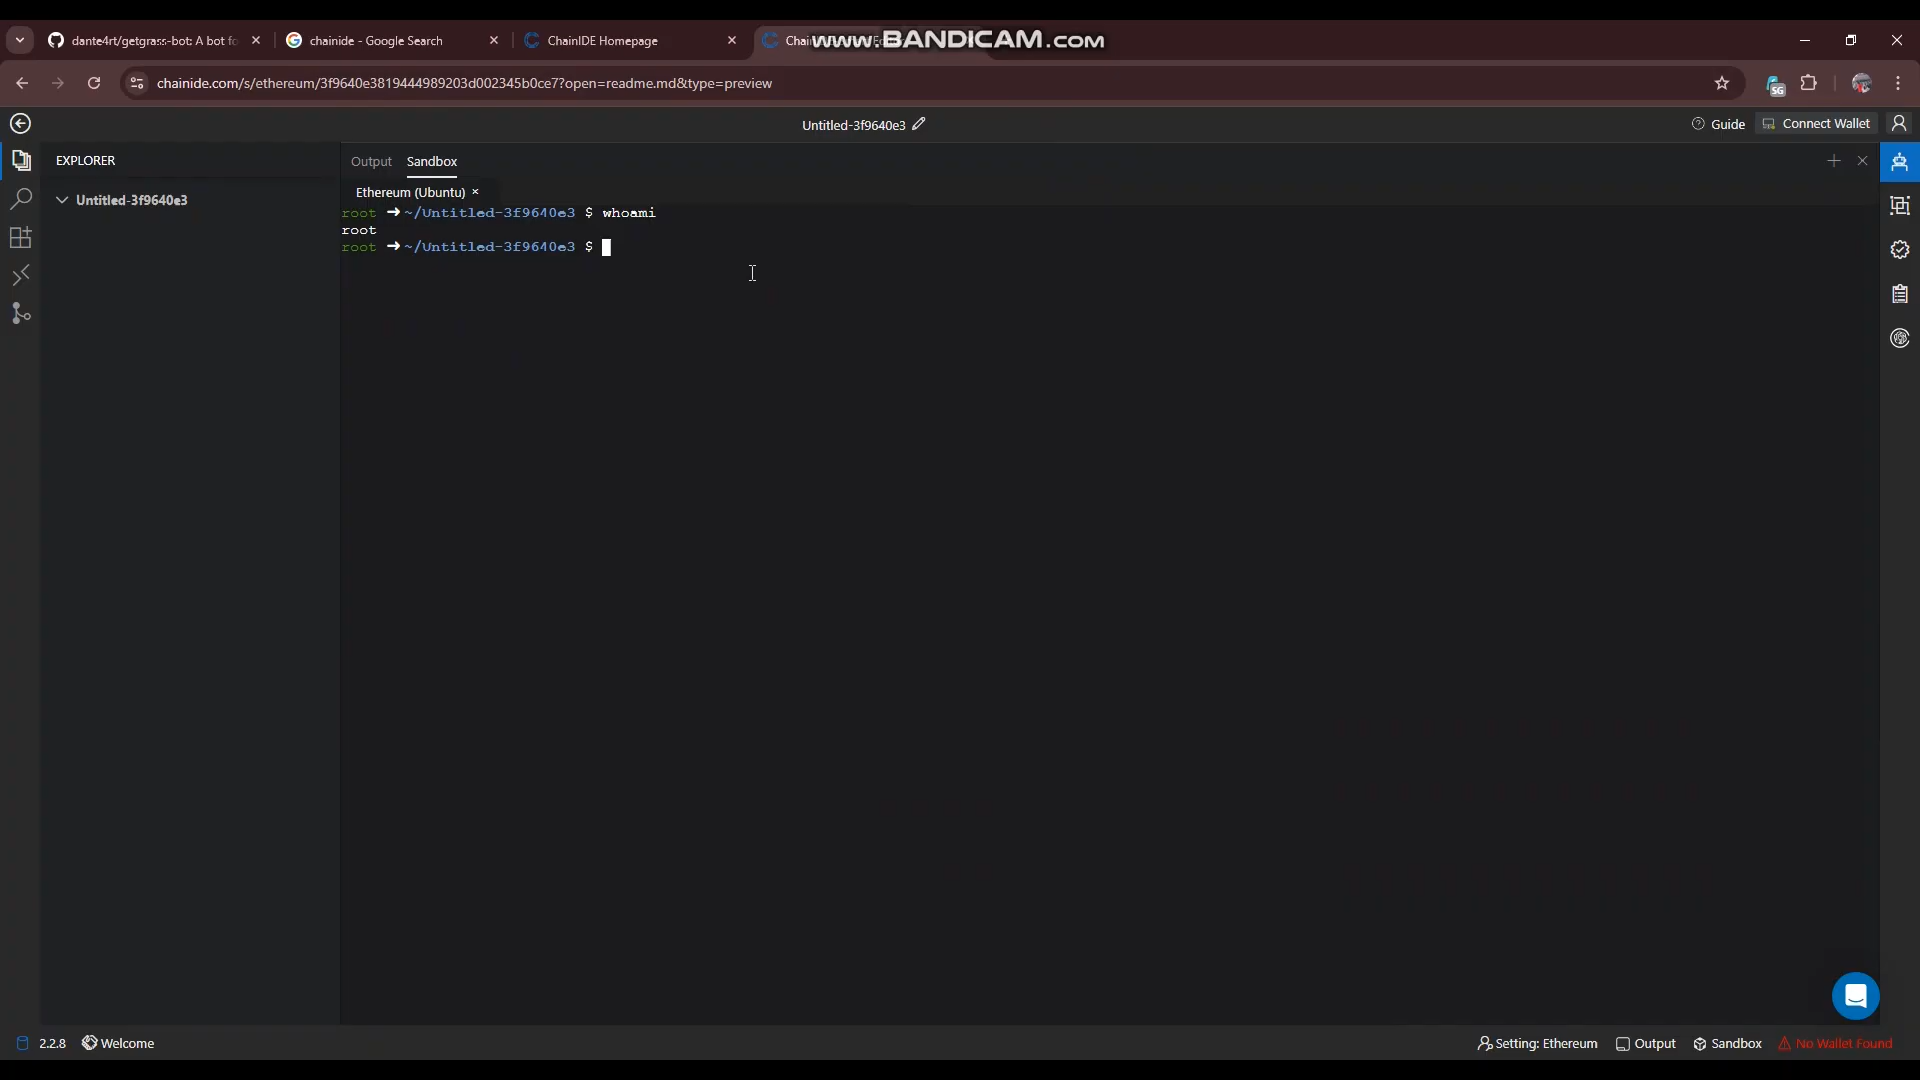 dante4rt/getgrass-bot: A bot fo
chainide - Google Search
ChainIDE Homepage
www.BANDICAM.com
chainide.com/s/ethereum/3f9640e3819444989203d002345b0ce7?open=readme.md&type=preview
SG
Untitled-3f9640e3
Guide
Connect Wallet
EXPLORER
Output
Sandbox
Ethereum (Ubuntu) ×
Untitled-3f9640e3
root ➜ ~/Untitled-3f9640e3 $ whoami
root
root ➜ ~/Untitled-3f9640e3 $
2.2.8
Welcome
Setting: Ethereum
Output
Sandbox
No Wallet Found